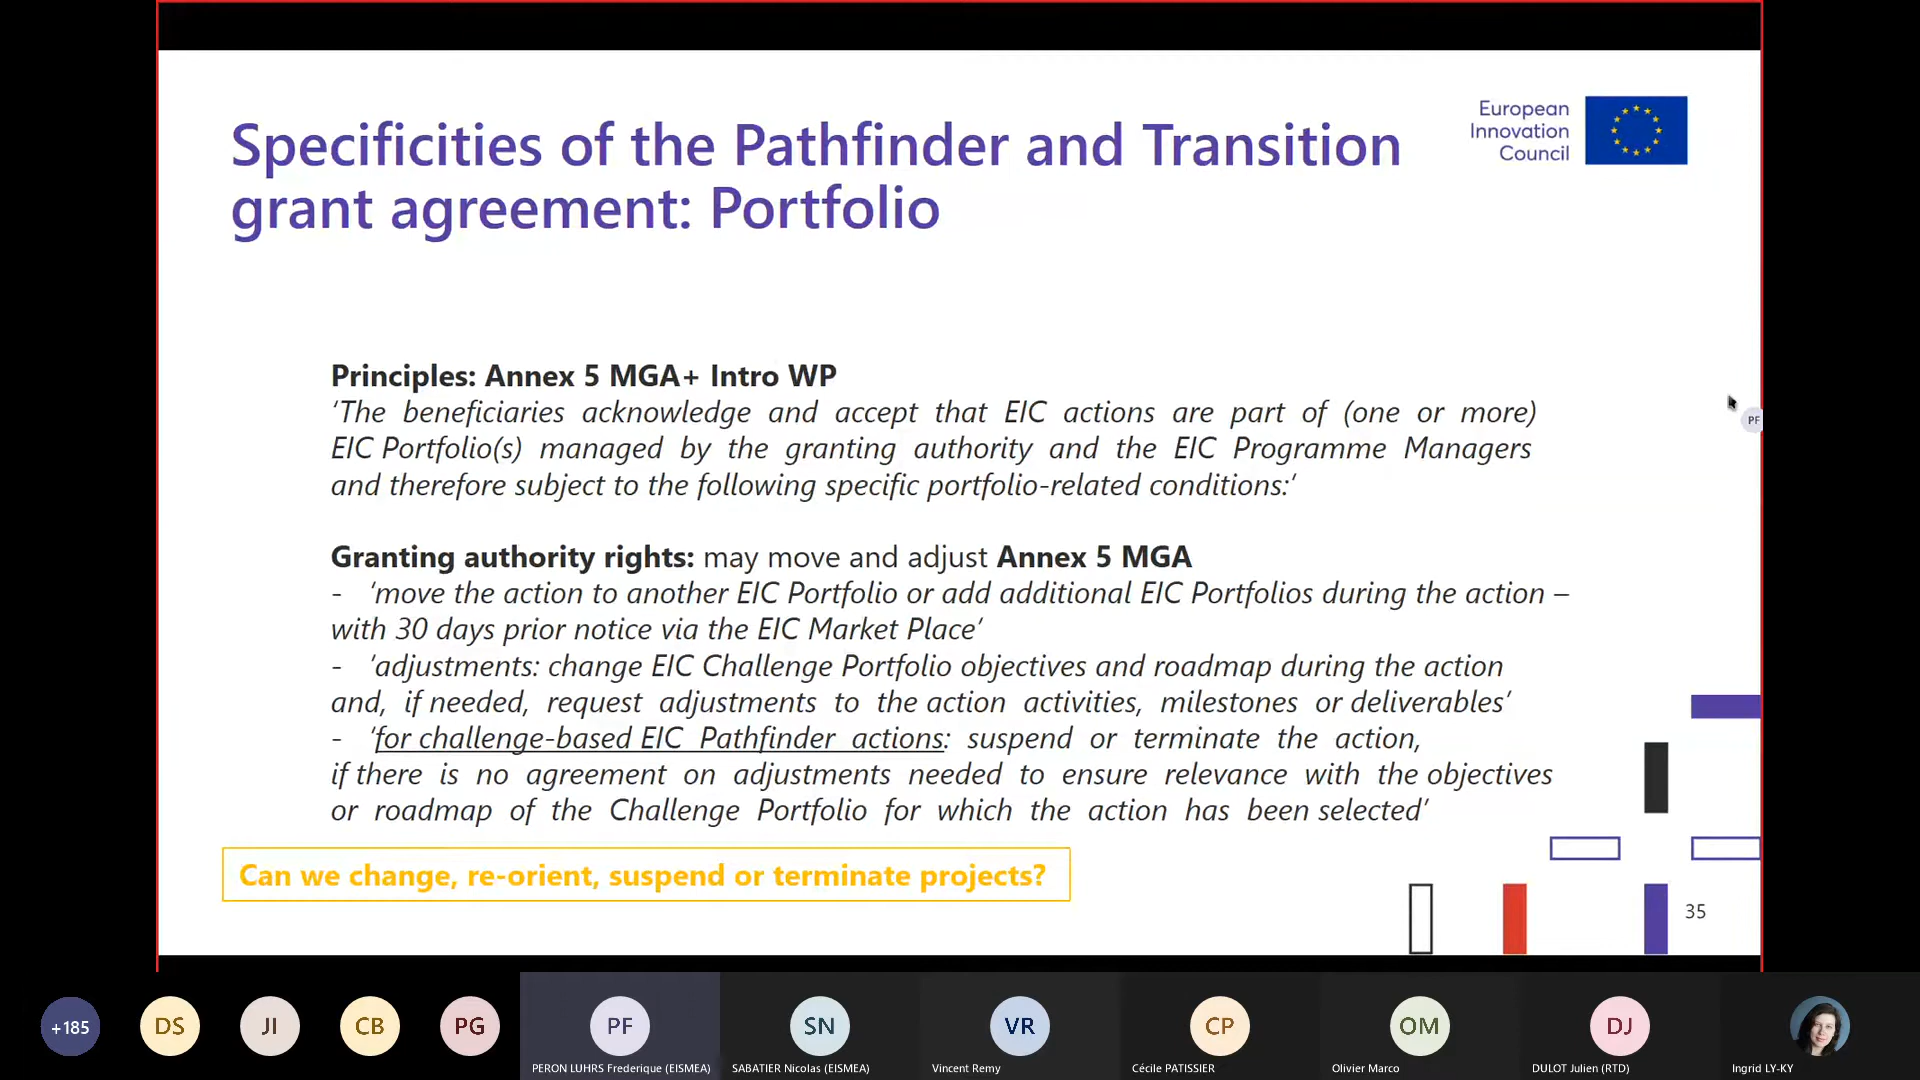 European
Innovation
Council
Specificities of the Pathfinder and Transition
grant agreement: Portfolio
Principles: Annex 5 MGA+ Intro WP
‘The beneficiaries acknowledge and accept that EIC actions are part of (one or more)
EIC Portfolio(s) managed by the granting authority and the EIC Programme Managers
and therefore subject to the following specific portfolio-related conditions:’
PF
Granting authority rights: may move and adjust Annex 5 MGA
- ‘move the action to another EIC Portfolio or add additional EIC Portfolios during the action –
with 30 days prior notice via the EIC Market Place’
- ‘adjustments: change EIC Challenge Portfolio objectives and roadmap during the action
and, if needed, request adjustments to the action activities, milestones or deliverables’
- ‘for challenge-based EIC Pathfinder actions: suspend or terminate the action,
if there is no agreement on adjustments needed to ensure relevance with the objectives
or roadmap of the Challenge Portfolio for which the action has been selected’
Can we change, re-orient, suspend or terminate projects?
35
+185 DS JI CB PG PF SN VR CP OM DJ
PERON LUHRS Frederique (EISMEA) SABATIER Nicolas (EISMEA) Vincent Remy Cécile PATISSIER Olivier Marco DULOT Julien (RTD) Ingrid LY-KY